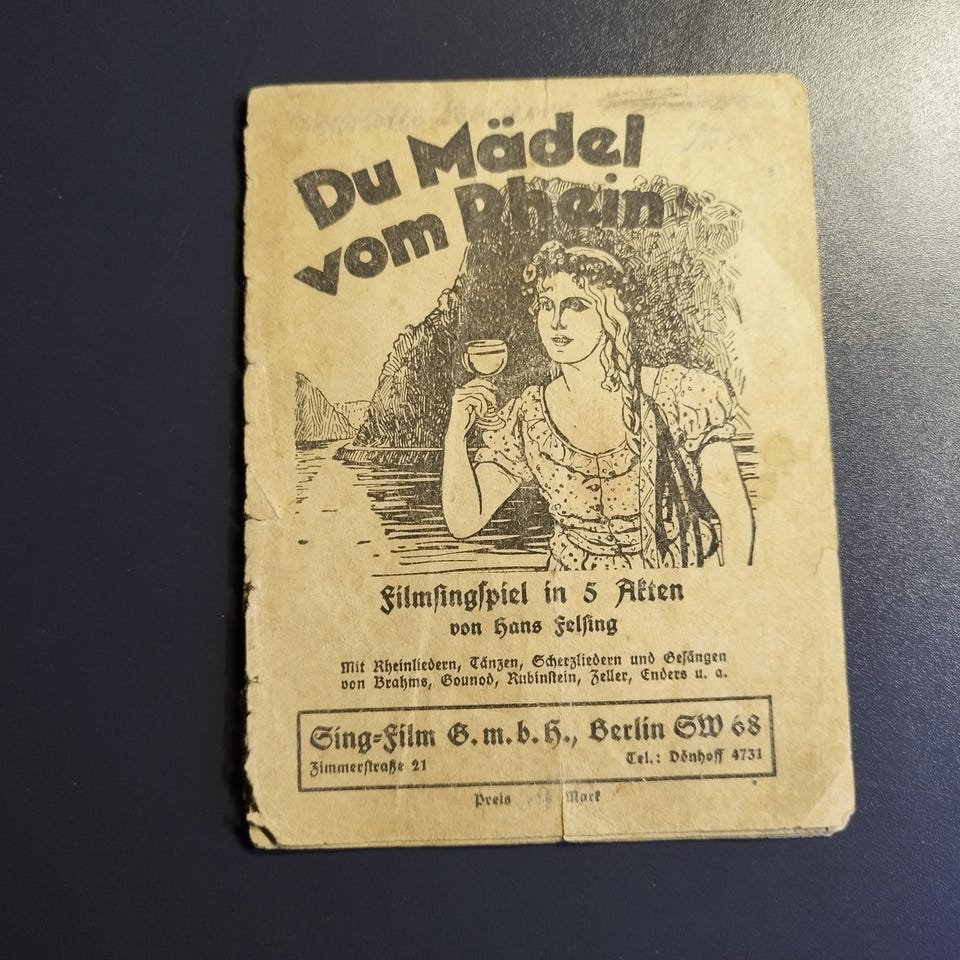 Du Mädel
vom Rhein
Filmsingspiel in 5 Akten
von Hans Felsing
Mit Rheinliedern, Tänzen, Scherzliedern und Gesängen
von Brahms, Gounod, Rubinstein, Zeller, Enders u. a.
Sing-Film G. m. b. H., Berlin SW 68
Zimmerstraße 21
Tel.: Dönhoff 4731
Preis Mark